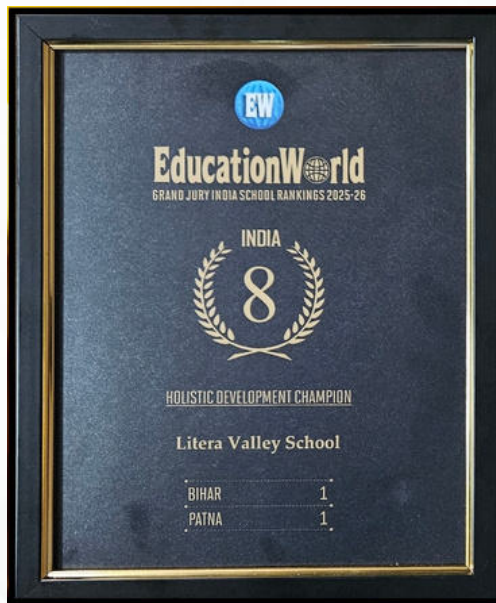 EW
EducationWorld
GRAND JURY INDIA SCHOOL RANKINGS 2025-26
INDIA
8
HOLISTIC DEVELOPMENT CHAMPION
Litera Valley School
BIHAR 1
PATNA 1